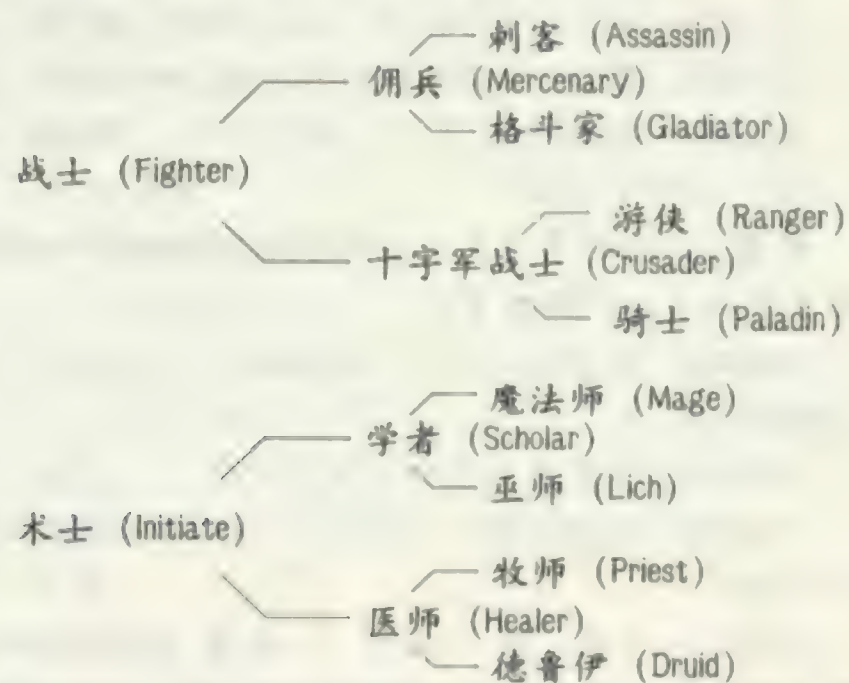 刺客 (Assassin)
佣兵 (Mercenary)
格斗家 (Gladiator)
战士 (Fighter)
游侠 (Ranger)
十字军战士 (Crusader)
骑士 (Paladin)
魔法师 (Mage)
学者 (Scholar)
巫师 (Lich)
术士 (Initiate)
牧师 (Priest)
医师 (Healer)
德鲁伊 (Druid)